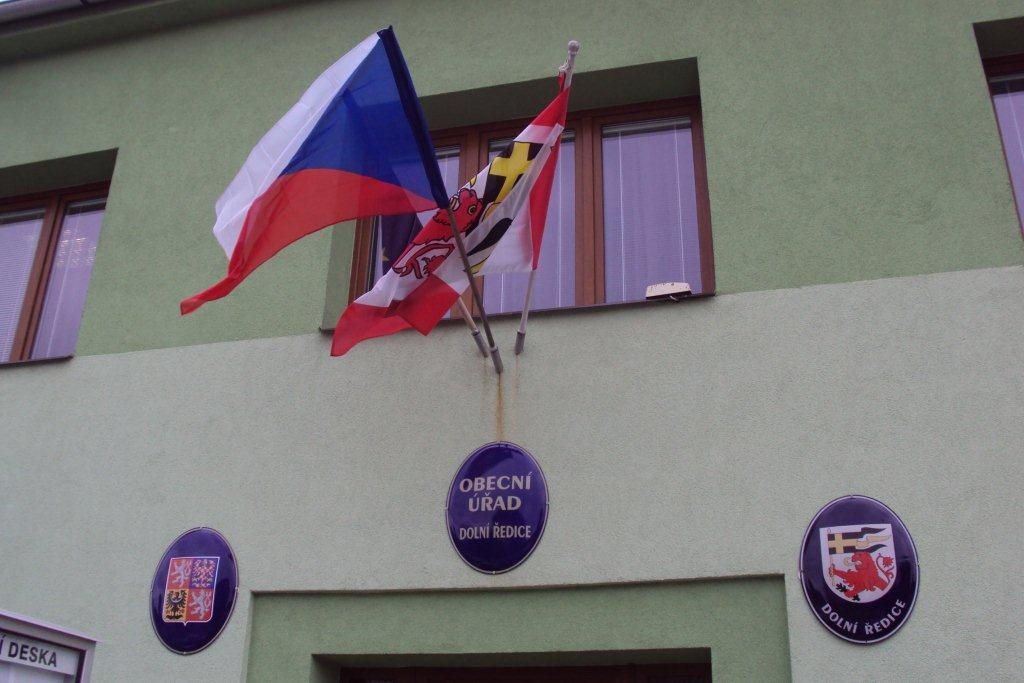 OBECNÍ
ÚŘAD
DOLNÍ ŘEDICE
DOLNÍ ŘEDICE
DESKA